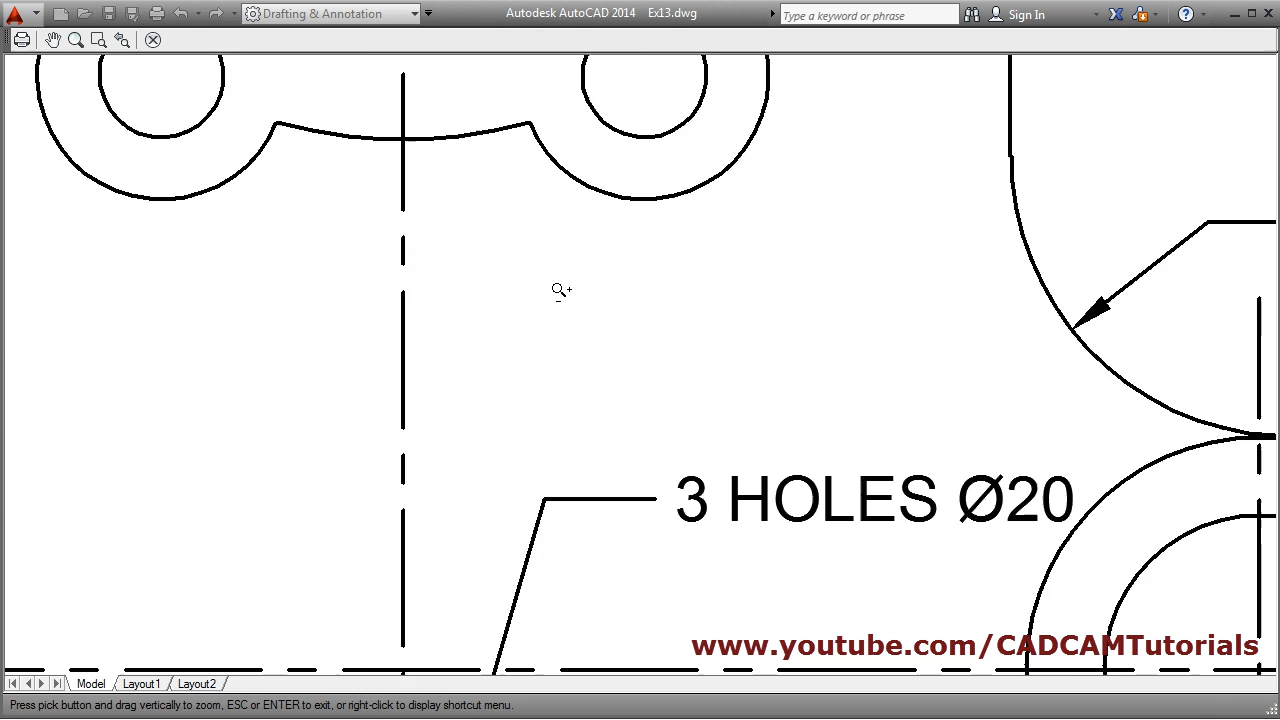 Drafting & Annotation
Autodesk AutoCAD 2014 Ex13.dwg
Type a keyword or phrase
Sign In
3 HOLES Ø20
www.youtube.com/CADCAMTutorials
Model Layout1 Layout2
Press pick button and drag vertically to zoom, ESC or ENTER to exit, or right-click to display shortcut menu.